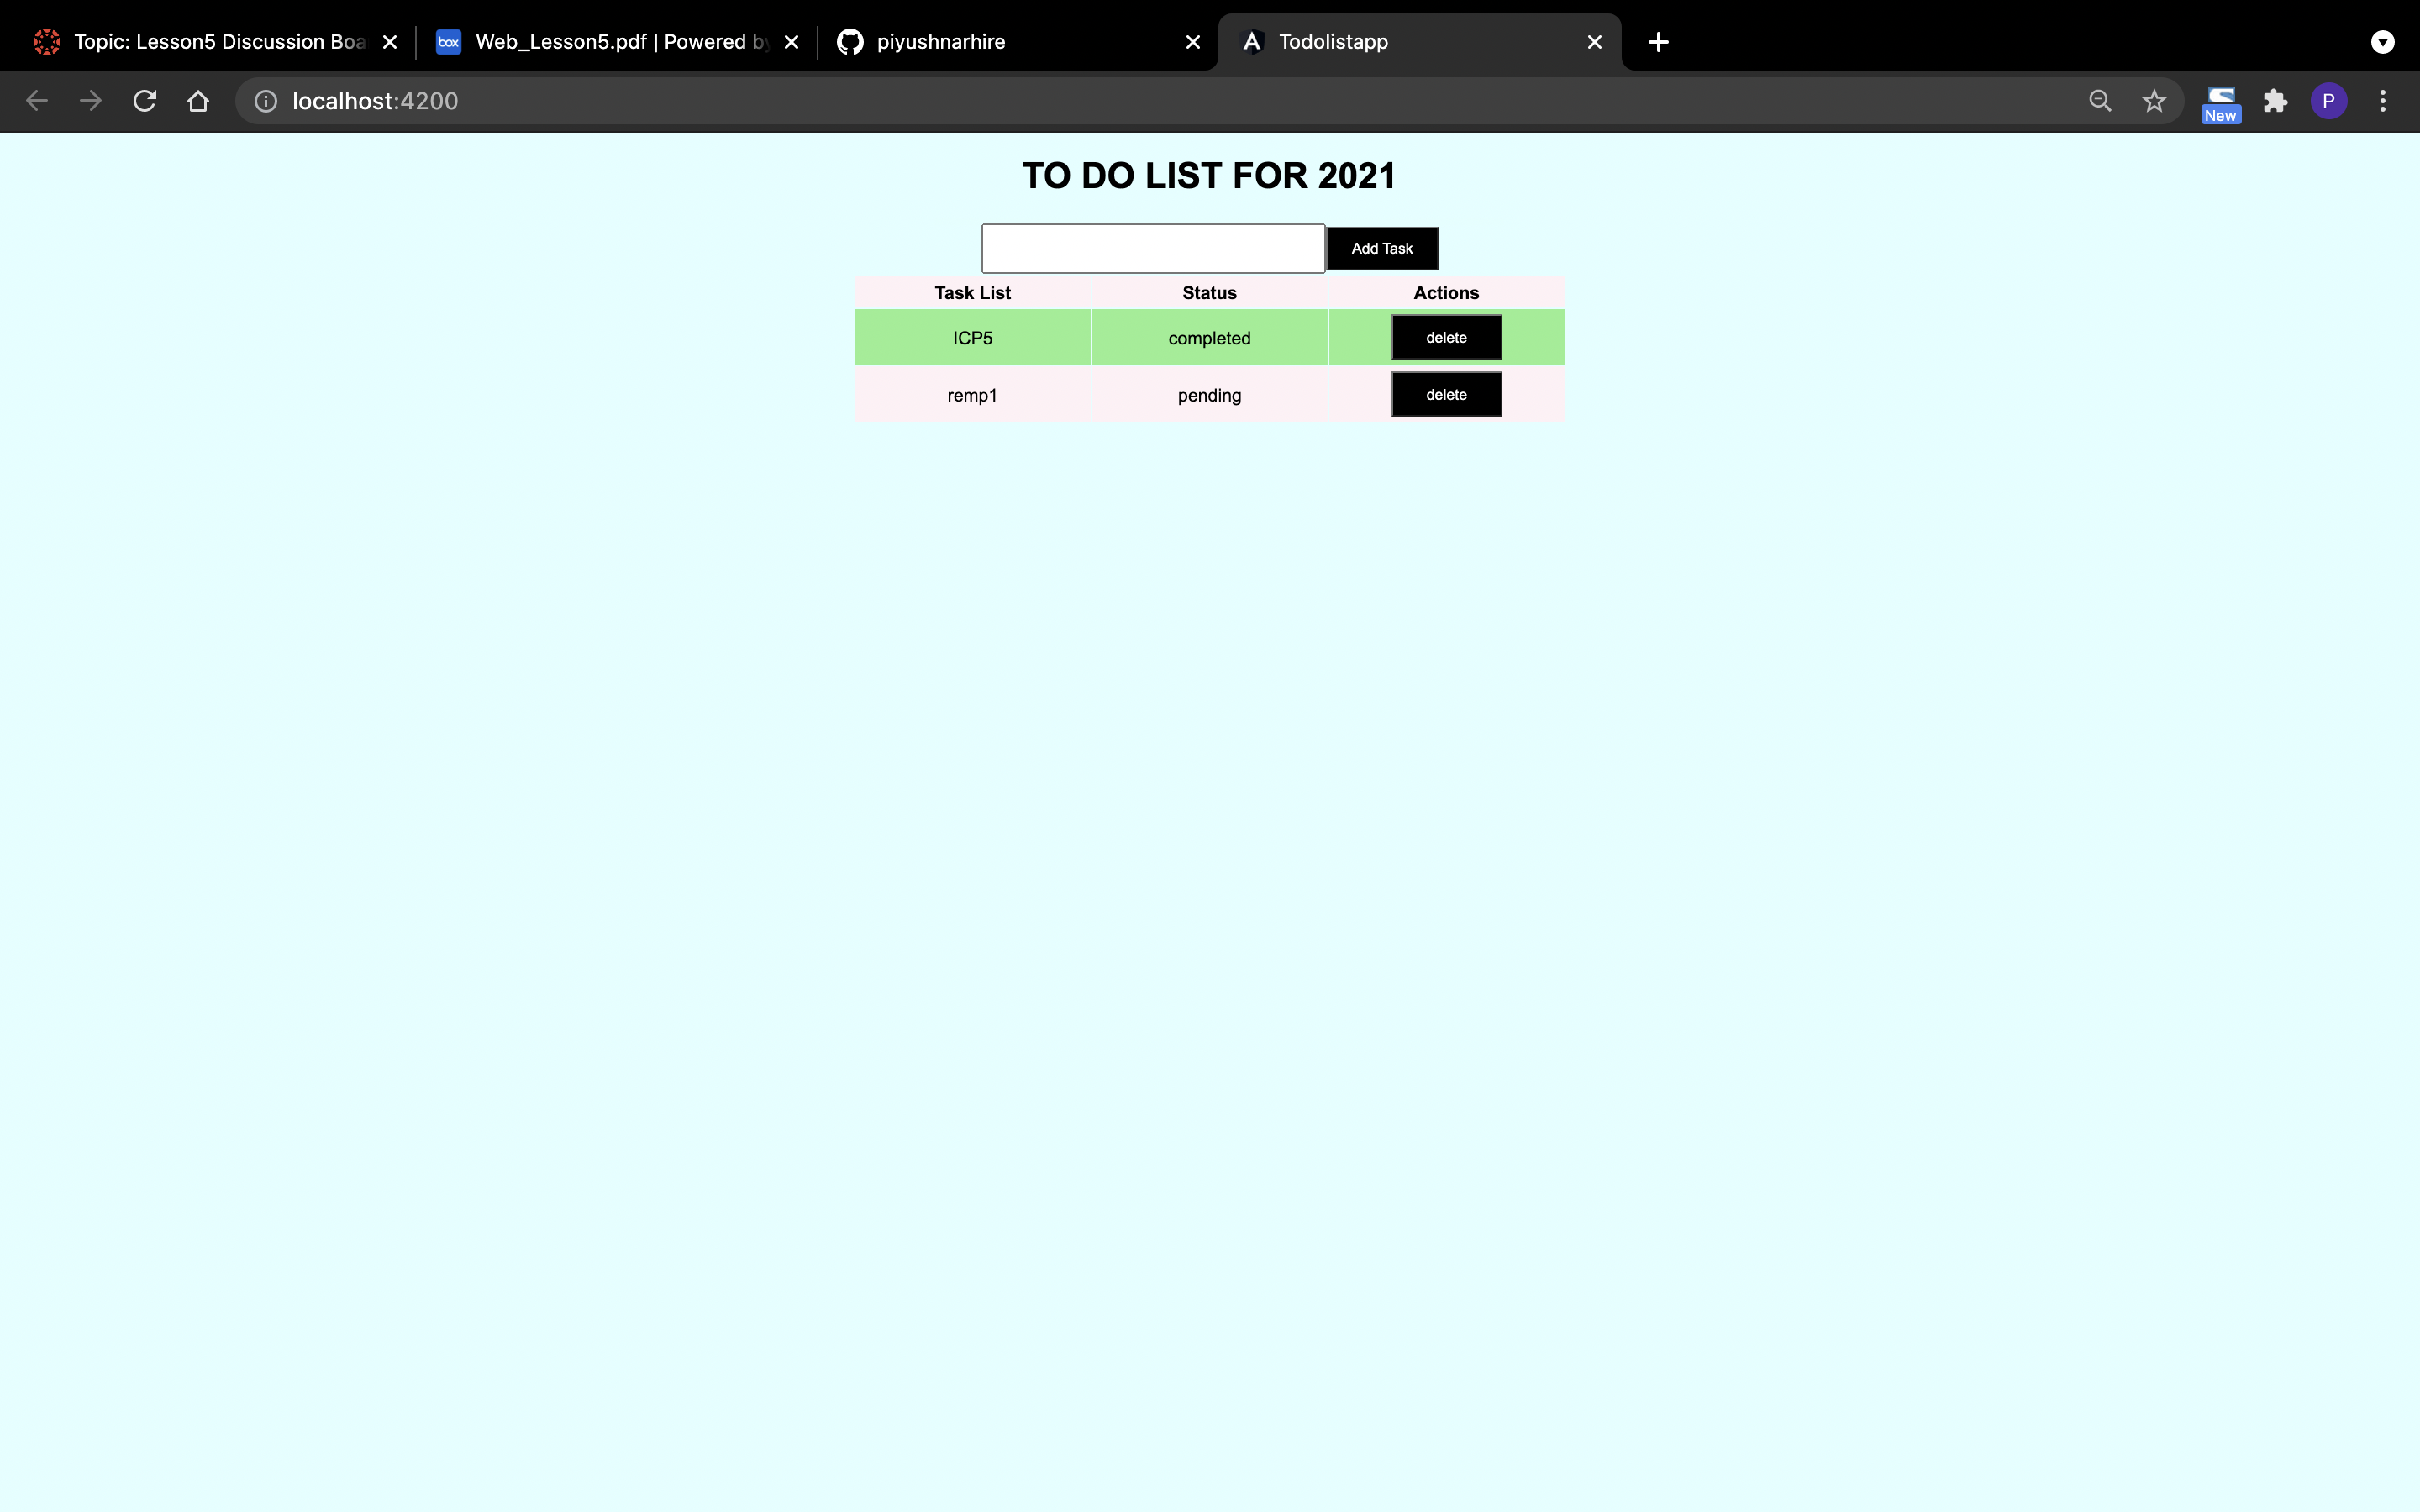 Topic: Lesson5 Discussion Boa
box Web_Lesson5.pdf | Powered by
piyushnarhire
Todolistapp
localhost:4200
New
P
TO DO LIST FOR 2021
Add Task
Task List Status Actions
ICP5 completed delete
remp1 pending delete